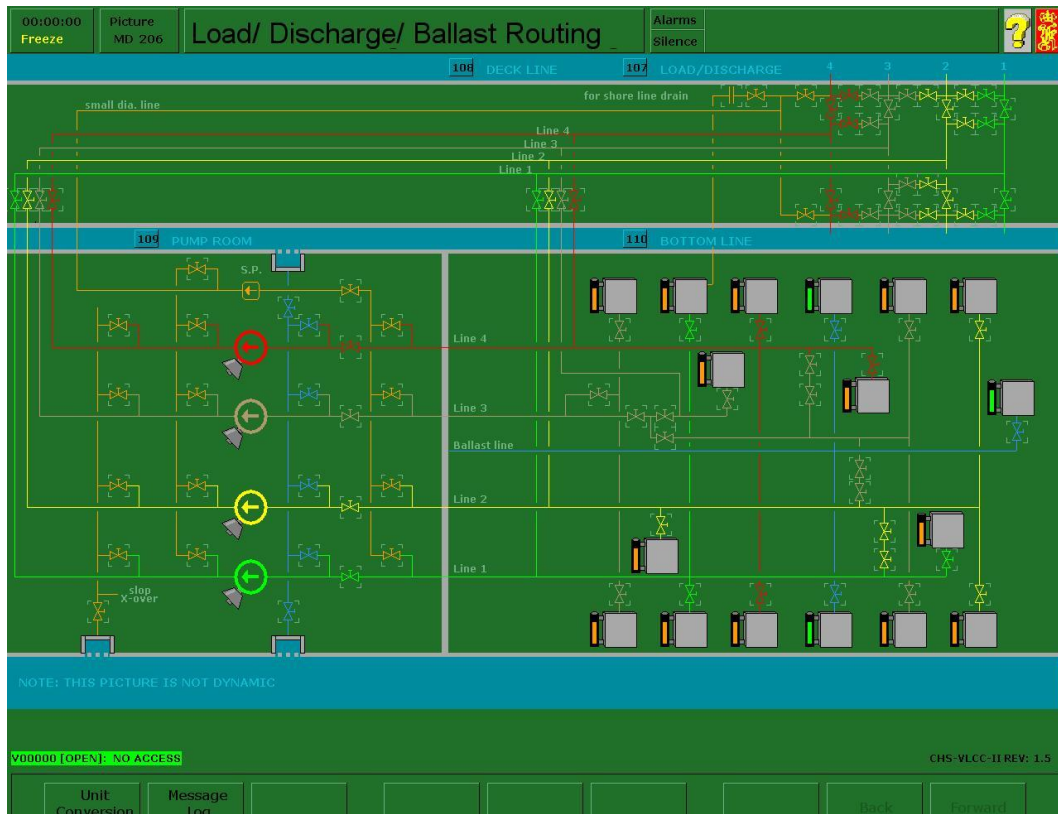 00:00:00
Freeze
Picture
MD 206
Load/ Discharge/ Ballast Routing
Alarms
Silence
?
108 DECK LINE
107 LOAD/DISCHARGE
4 3 2 1
small dia. line
for shore line drain
Line 4
Line 3
Line 2
Line 1
109 PUMP ROOM
110 BOTTOM LINE
S.P.
Line 4
Line 3
Ballast line
Line 2
Line 1
slop
X-over
NOTE: THIS PICTURE IS NOT DYNAMIC
V00000 [OPEN]: NO ACCESS
CHS-VLCC-II REV: 1.5
Unit
Conversion
Message
Log
Back
Forward